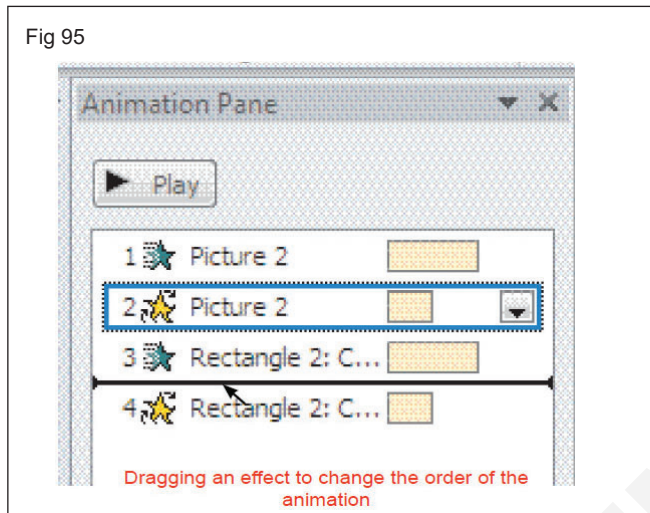 Fig 95
Animation Pane
Play
1 Picture 2
2 Picture 2
3 Rectangle 2: C...
4 Rectangle 2: C...
Dragging an effect to change the order of the
animation